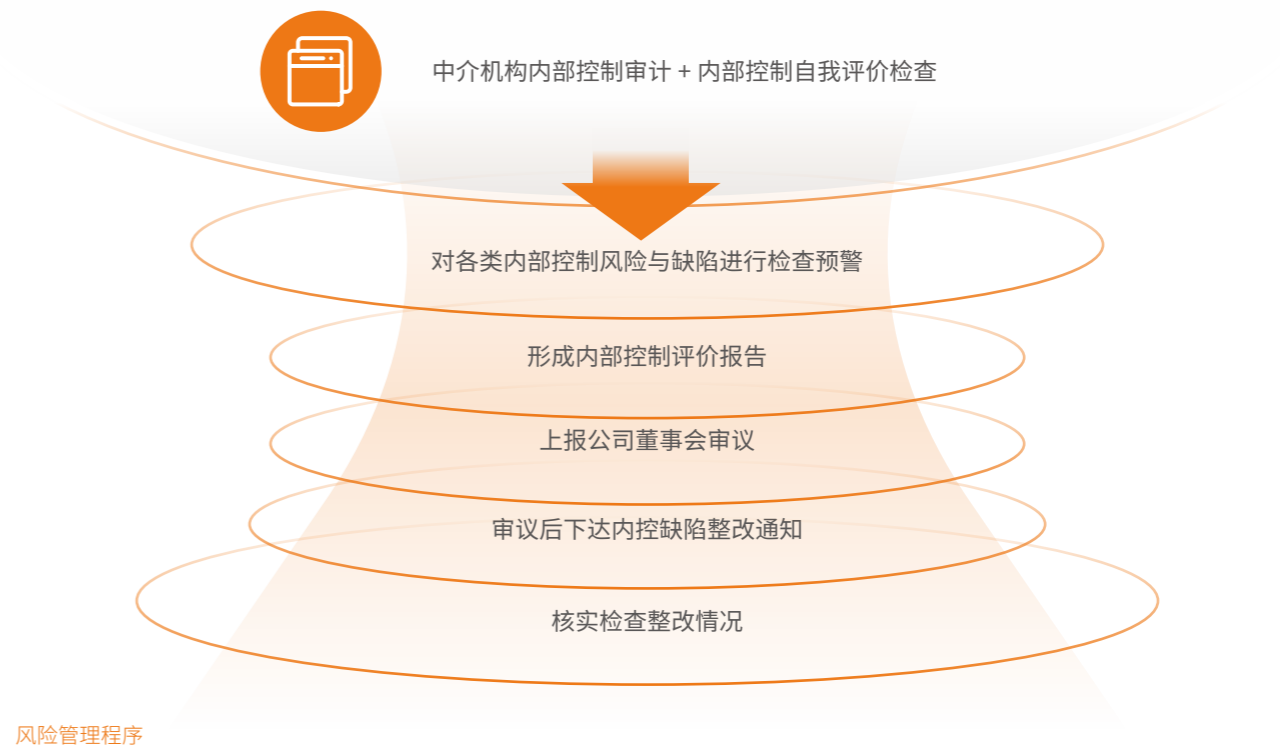 中介机构内部控制审计 + 内部控制自我评价检查
对各类内部控制风险与缺陷进行检查预警
形成内部控制评价报告
上报公司董事会审议
审议后下达内控缺陷整改通知
核实检查整改情况
风险管理程序